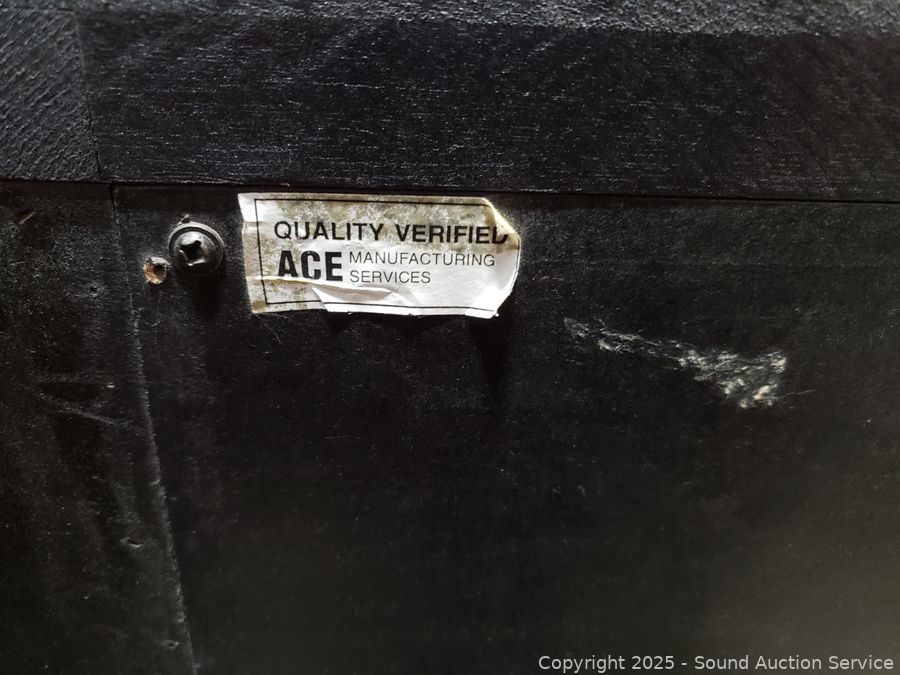 QUALITY VERIFIED
ACE MANUFACTURING
SERVICES
Copyright 2025 - Sound Auction Service